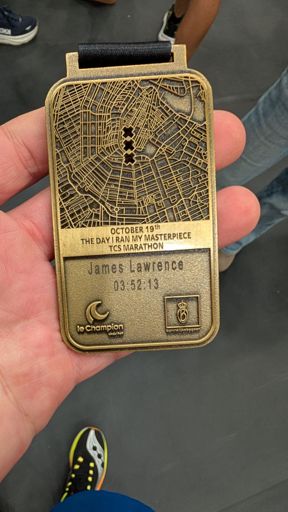 OCTOBER 19th
THE DAY I RAN MY MASTERPIECE
TCS MARATHON
James Lawrence
03:52:13
le Champion